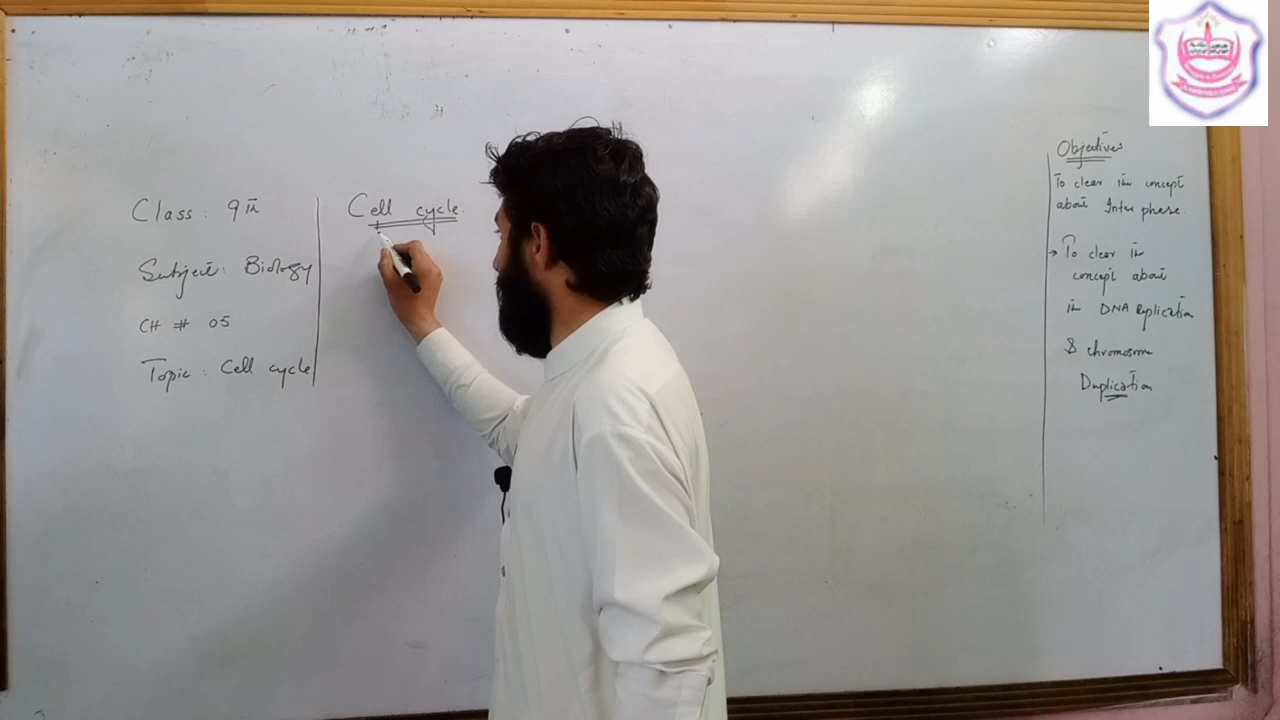 Class: 9th
Subject: Biology
CH # 05
Topic: Cell cycle
Cell cycle.
Objectives
To clear the concept
about Inter phase.
→ To clear the
concept about
the DNA Replication
& chromosome
Duplication